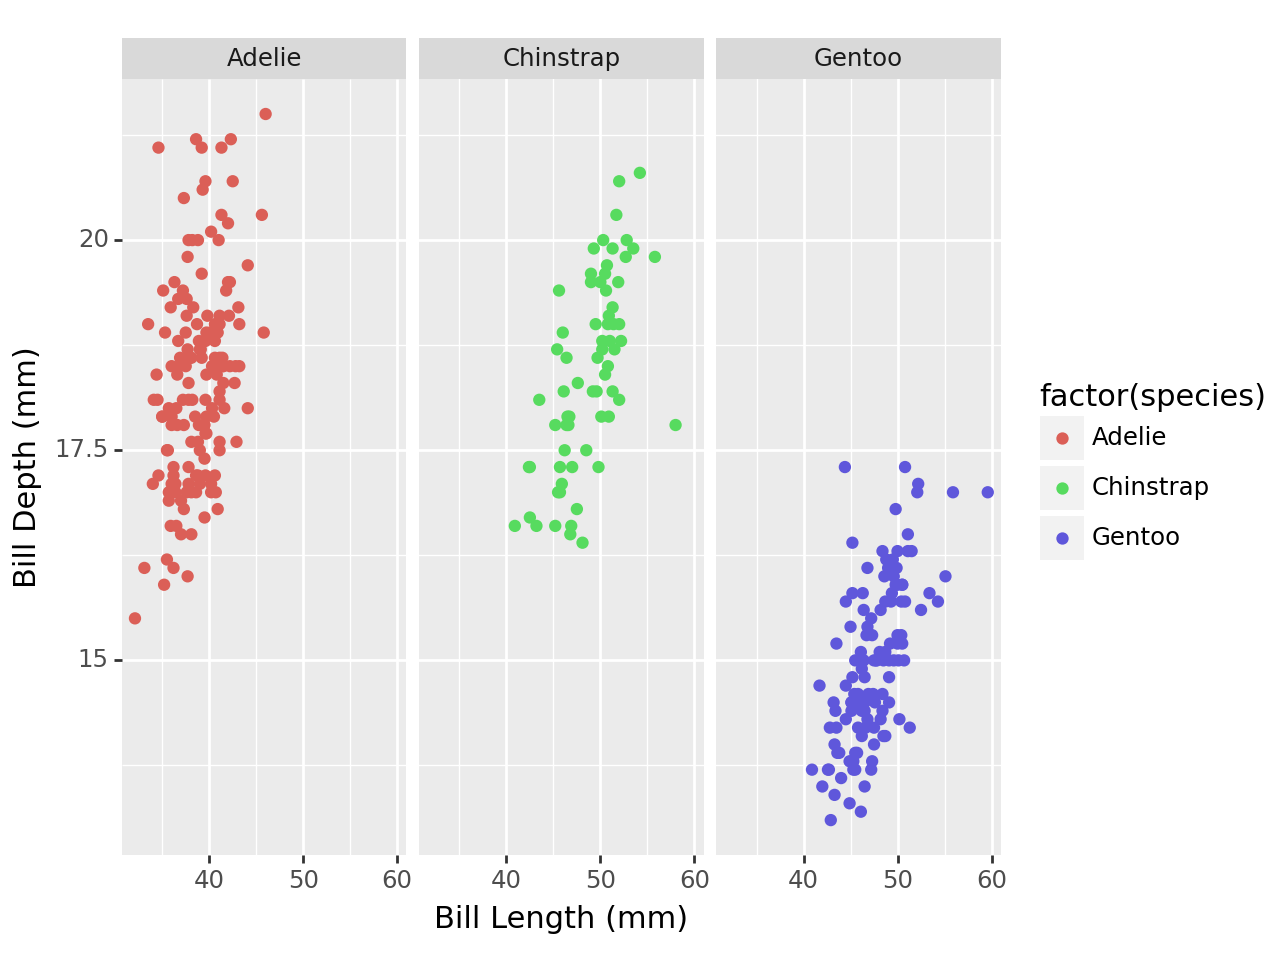 Adelie
Chinstrap
Gentoo
20
17.5
15
Bill Depth (mm)
40 50 60
40 50 60
40 50 60
Bill Length (mm)
factor(species)
Adelie
Chinstrap
Gentoo